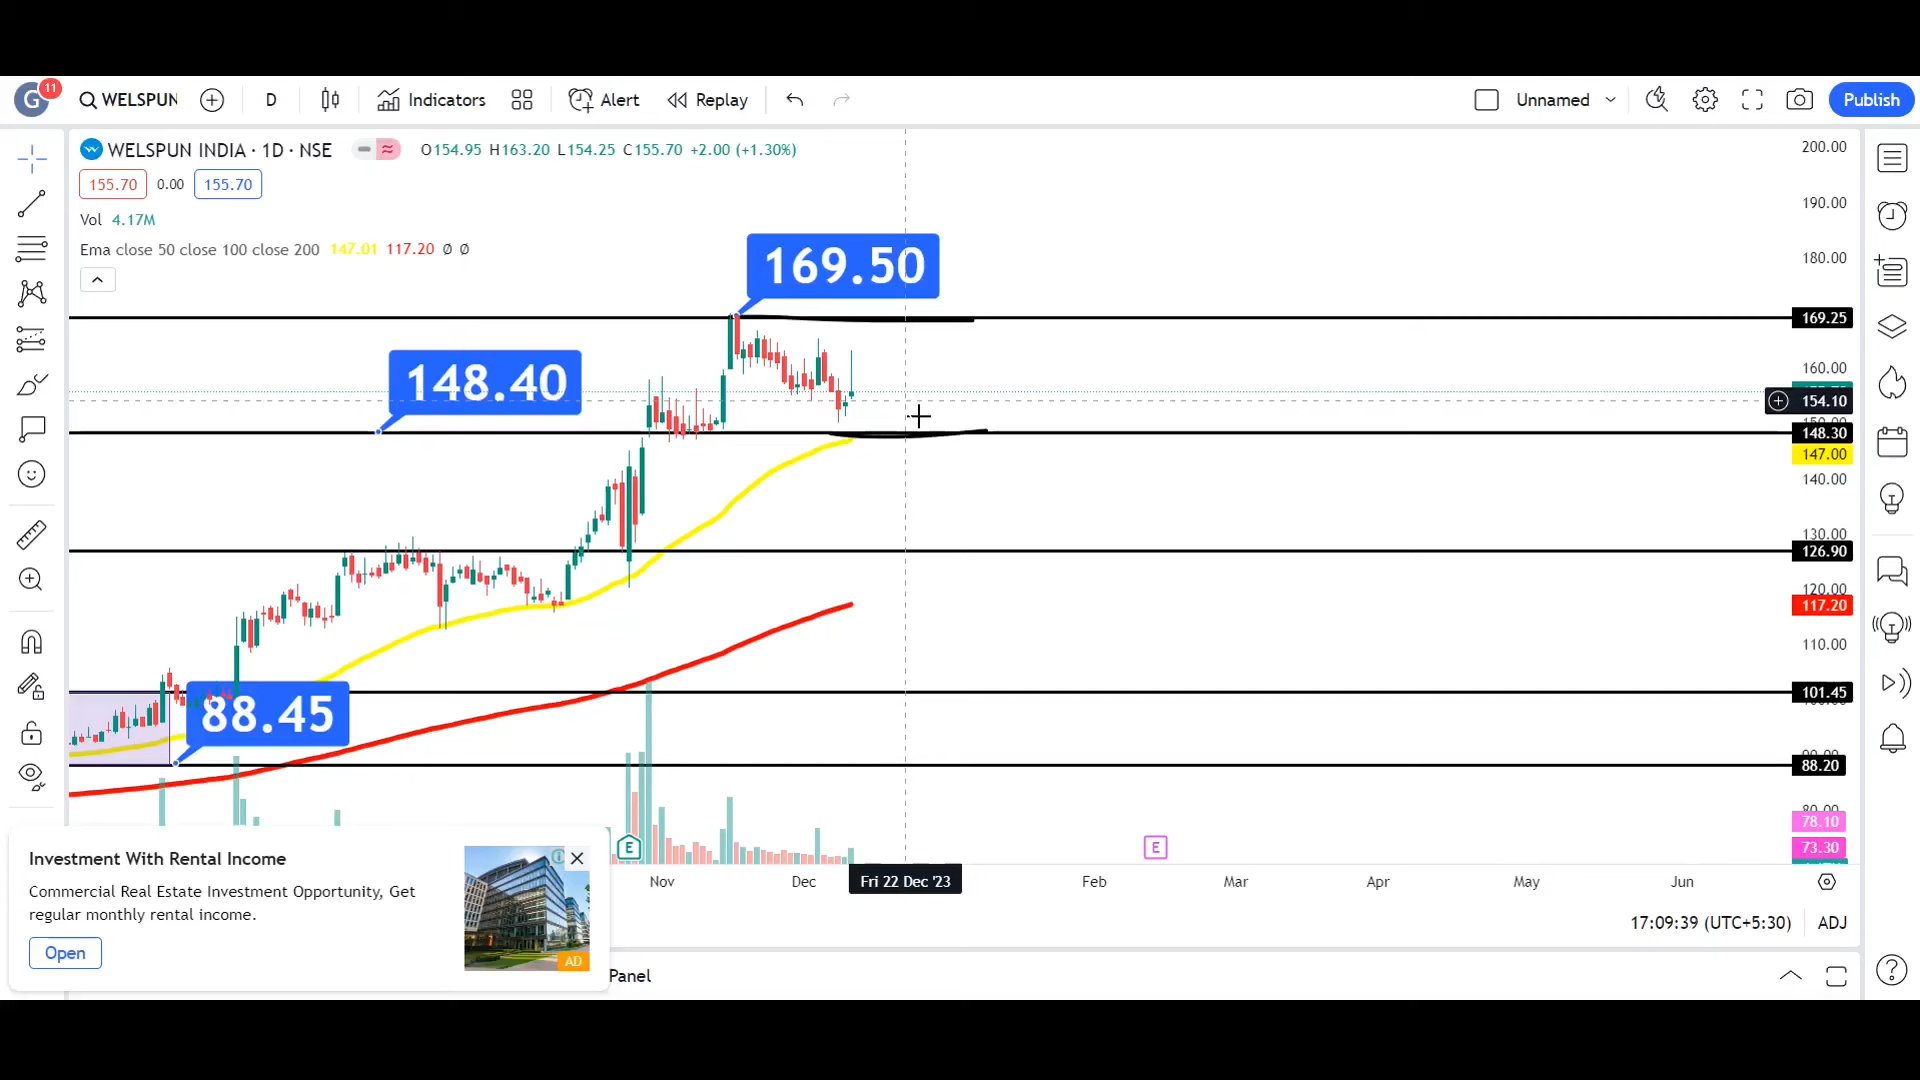 G 11 WELSPUN D Indicators Alert Replay Unnamed Publish
WELSPUN INDIA · 1D · NSE O154.95 H163.20 L154.25 C155.70 +2.00 (+1.30%)
155.70 0.00 155.70
Vol 4.17M
Ema close 50 close 100 close 200 147.01 117.20 Ø Ø
169.50
148.40
88.45
200.00
190.00
180.00
169.25
160.00
154.10
148.30
147.00
140.00
130.00
126.90
120.00
117.20
110.00
101.45
88.20
80.00
78.10
73.30
E E
Nov Dec Fri 22 Dec '23 Feb Mar Apr May Jun
17:09:39 (UTC+5:30) ADJ
Investment With Rental Income
Commercial Real Estate Investment Opportunity, Get
regular monthly rental income.
Open
AD
Panel